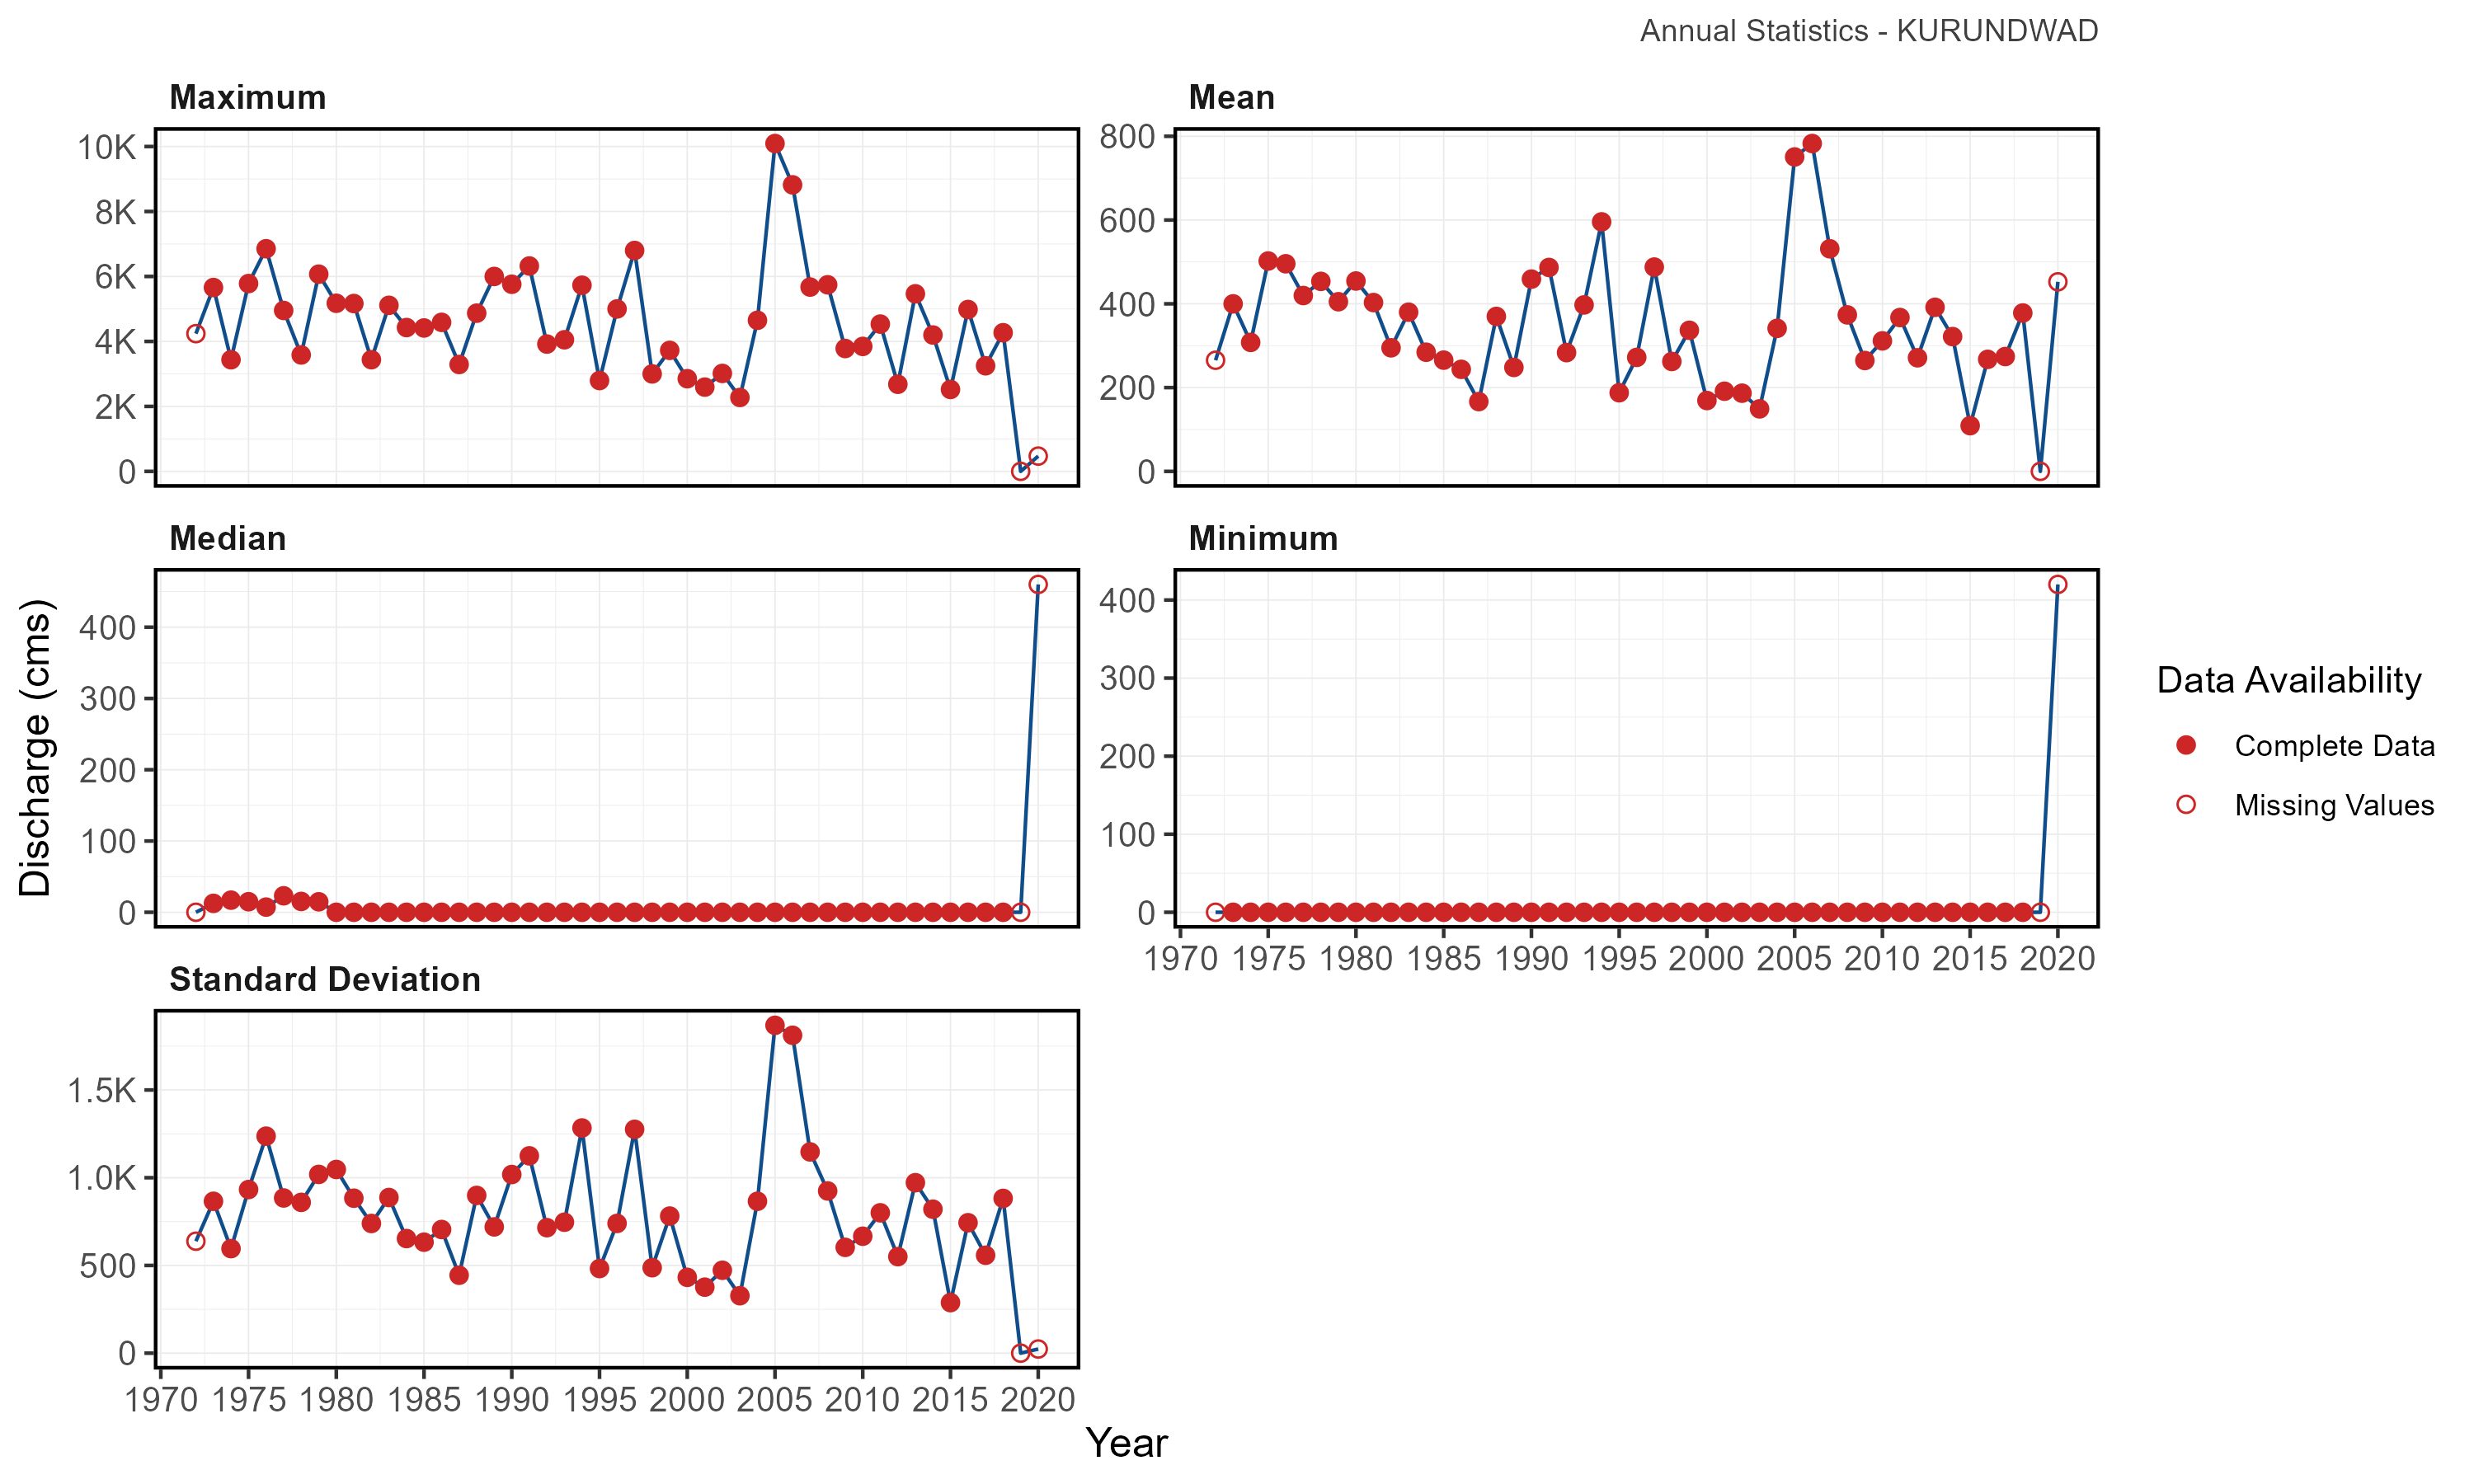 Annual Statistics - KURUNDWAD
Maximum
Mean
10K
8K
6K
4K
2K
0
800
600
400
200
0
Median
Minimum
400
300
200
100
0
400
300
200
100
0
1970 1975 1980 1985 1990 1995 2000 2005 2010 2015 2020
Standard Deviation
1.5K
1.0K
500
0
1970 1975 1980 1985 1990 1995 2000 2005 2010 2015 2020
Discharge (cms)
Year
Data Availability
Complete Data
Missing Values